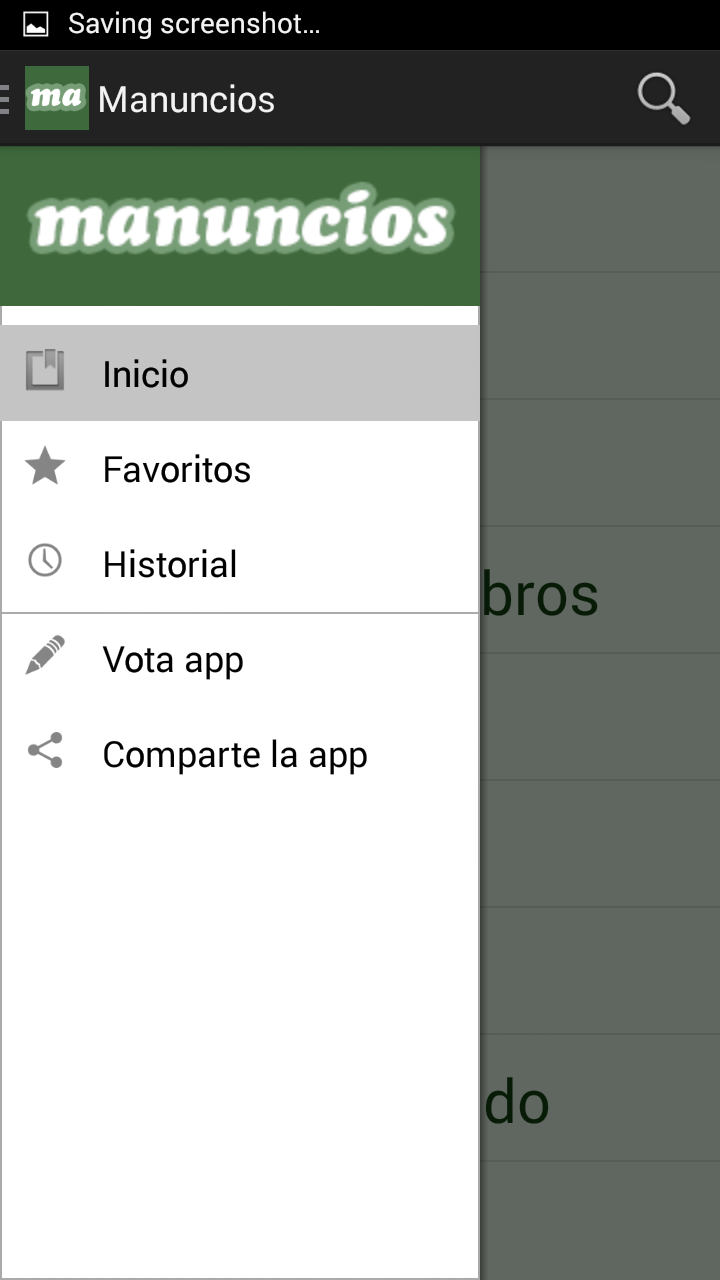 Saving screenshot...
ma Manuncios
manuncios
Inicio
Favoritos
Historial
bros
Vota app
Comparte la app
do